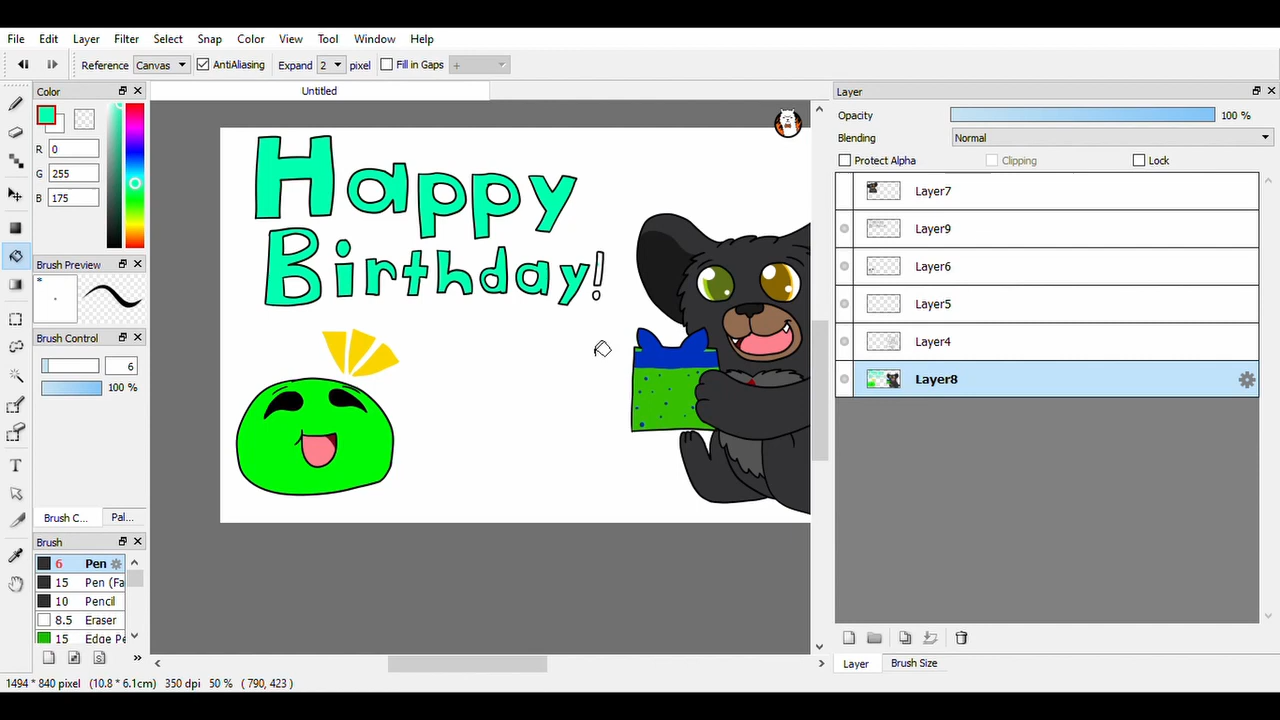 File Edit Layer Filter Select Snap Color View Tool Window Help
Reference Canvas AntiAliasing Expand 2 pixel Fill in Gaps +
Color
Untitled
Layer
R 0
G 255
B 175
Opacity 100 %
Blending Normal
Protect Alpha Clipping Lock
Layer7
Layer9
Layer6
Layer5
Layer4
Layer8
Happy
Birthday!
Brush Preview
Brush Control
6
100 %
Brush C... Pal...
Brush
6 Pen
15 Pen (Fa
10 Pencil
8.5 Eraser
15 Edge Pe
»
Layer Brush Size
1494 * 840 pixel (10.8 * 6.1cm) 350 dpi 50 % ( 790, 423 )